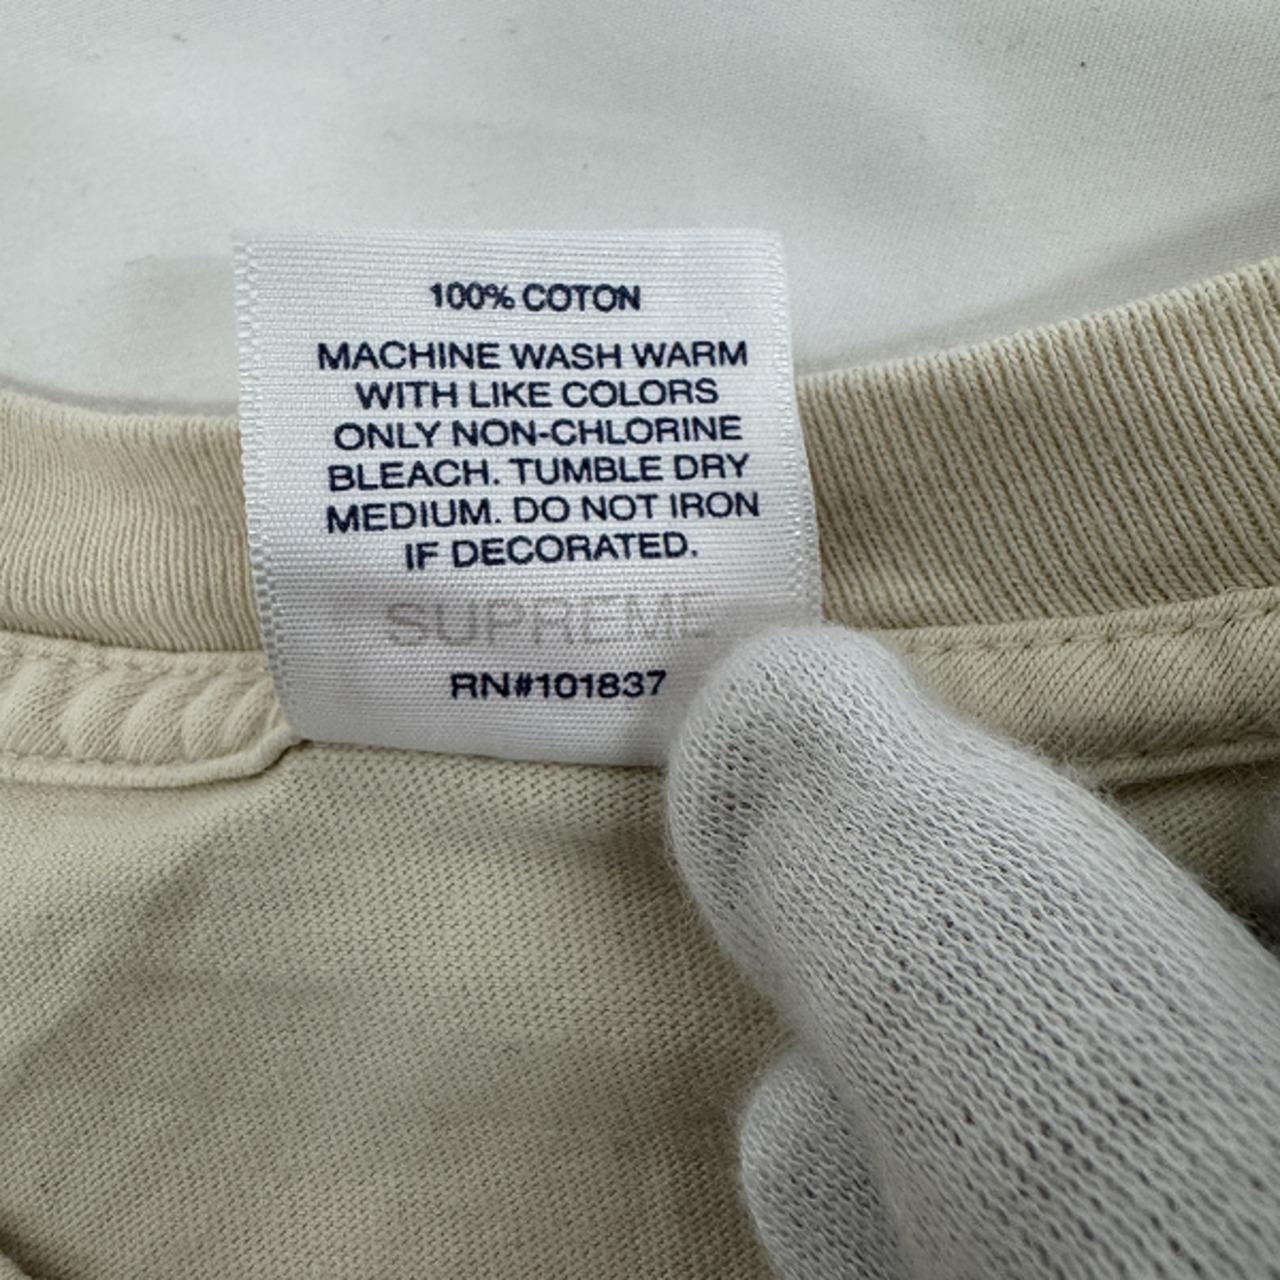 100% COTON
MACHINE WASH WARM
WITH LIKE COLORS
ONLY NON-CHLORINE
BLEACH. TUMBLE DRY
MEDIUM. DO NOT IRON
IF DECORATED.
SUPREME
RN#101837